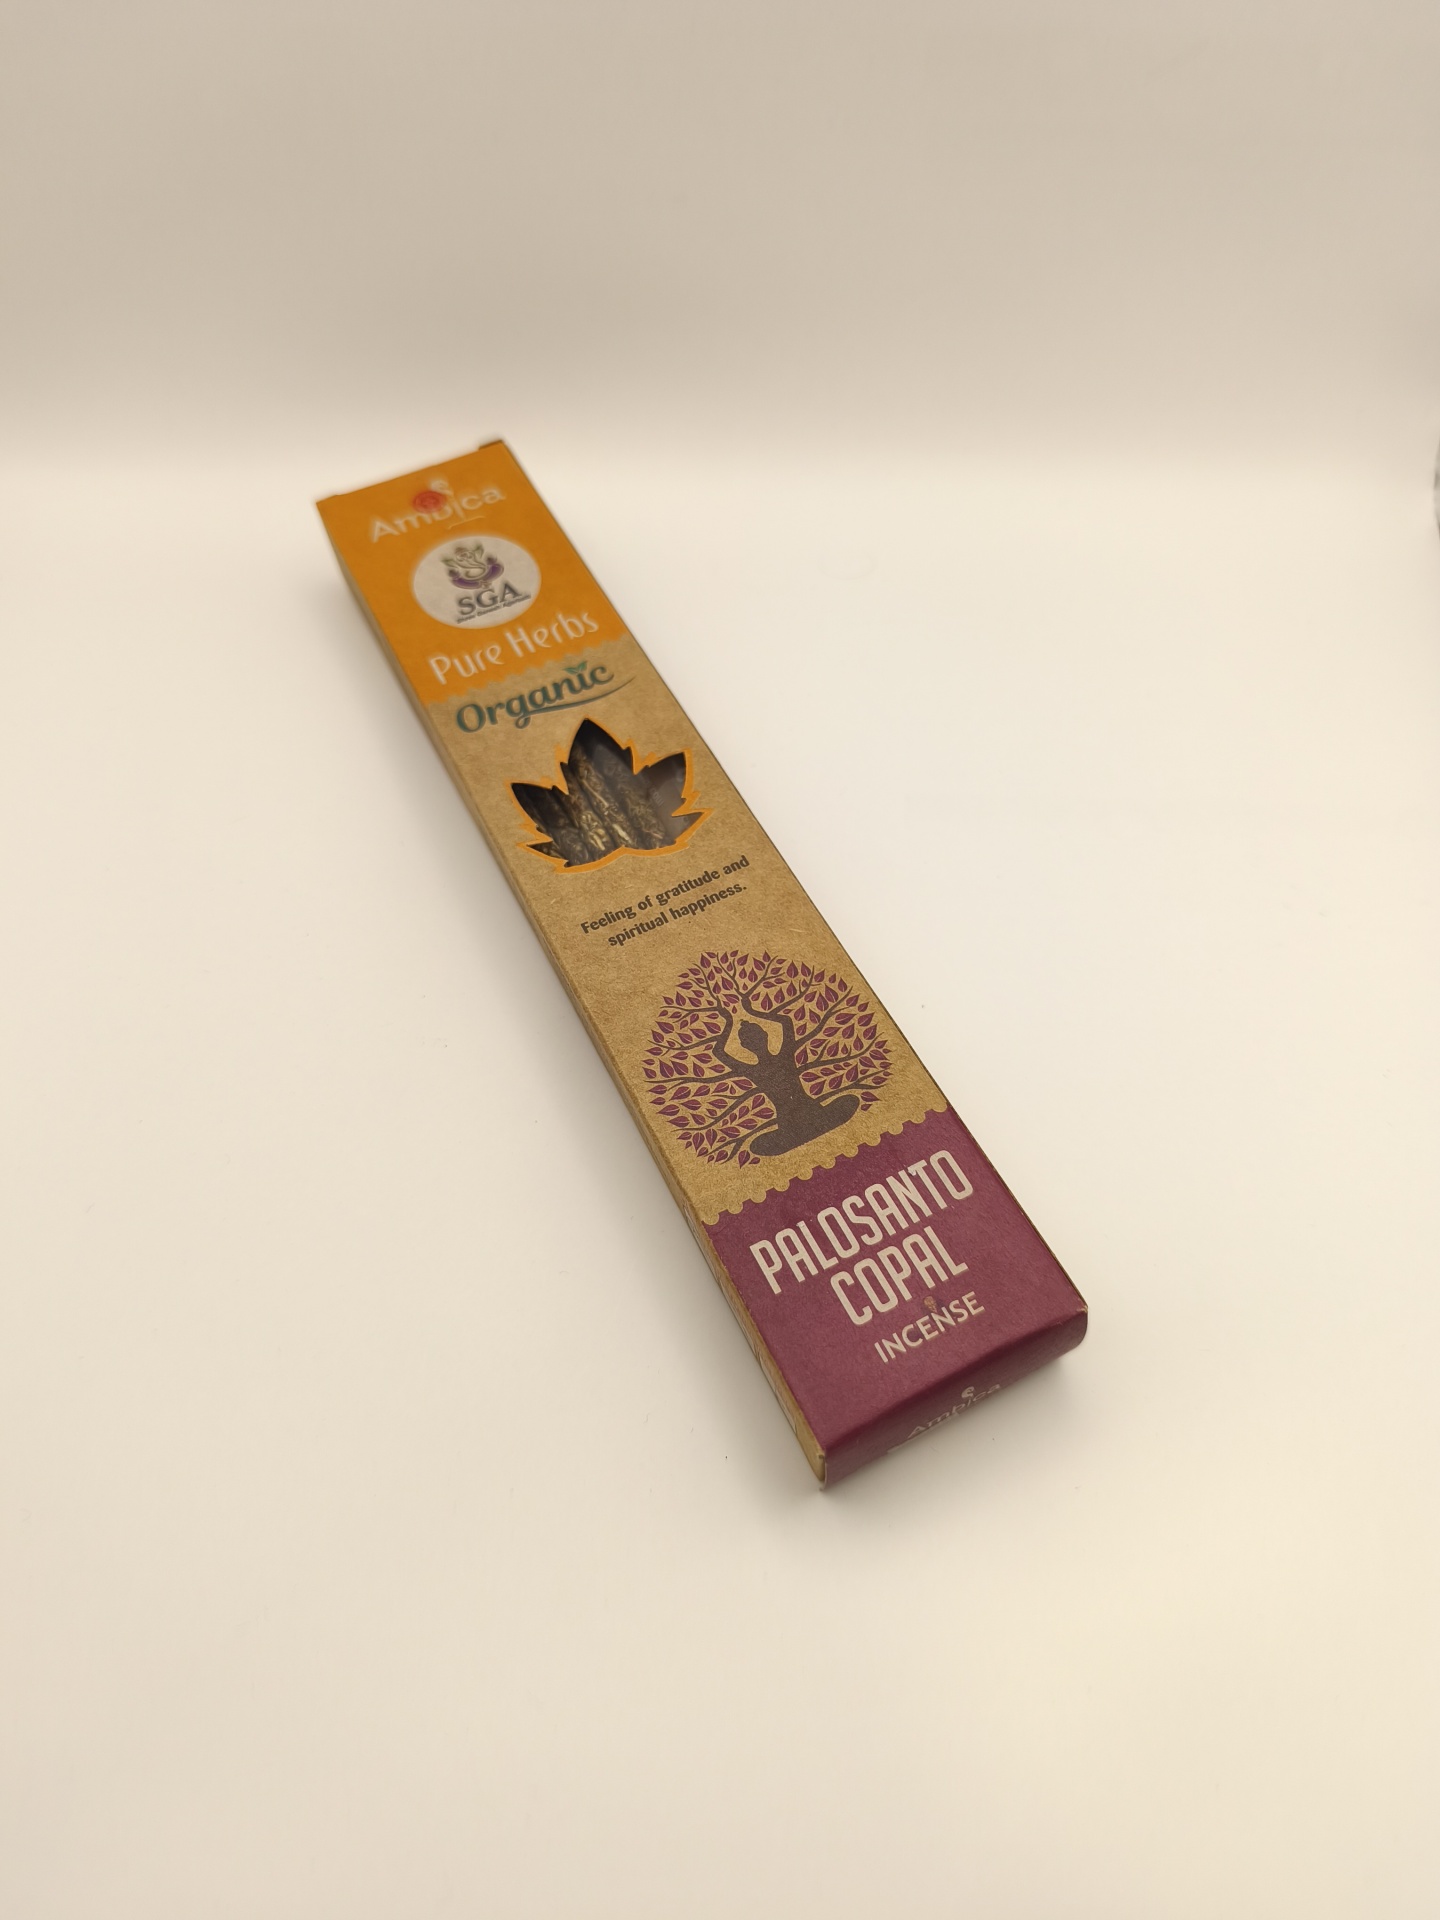 Ambica
SGA
Pure Herbs
Organic
Feeling of gratitude and
spiritual happiness.
PALOSANTO
COPAL
INCENSE
Ambica